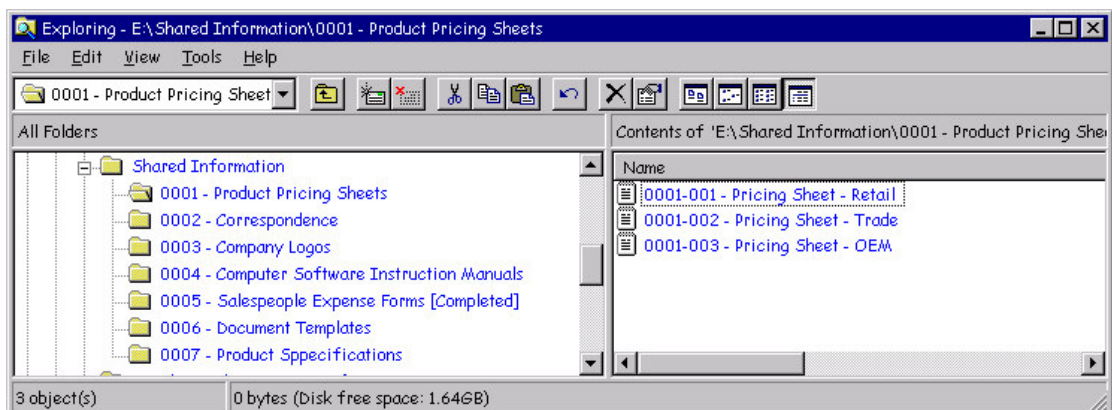 Exploring - E:\Shared Information\0001 - Product Pricing Sheets
File Edit View Tools Help
0001 - Product Pricing Sheet
All Folders
Contents of 'E:\Shared Information\0001 - Product Pricing She
Shared Information
0001 - Product Pricing Sheets
0002 - Correspondence
0003 - Company Logos
0004 - Computer Software Instruction Manuals
0005 - Salespeople Expense Forms [Completed]
0006 - Document Templates
0007 - Product Sppecifications
Name
0001-001 - Pricing Sheet - Retail
0001-002 - Pricing Sheet - Trade
0001-003 - Pricing Sheet - OEM
3 object(s)
0 bytes (Disk free space: 1.64GB)